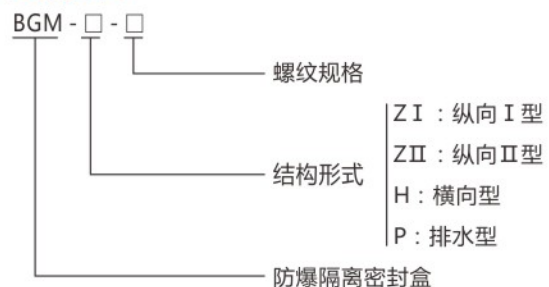 BGM - □ - □
螺纹规格
ZⅠ：纵向Ⅰ型
ZⅡ：纵向Ⅱ型
结构形式
H：横向型
P：排水型
防爆隔离密封盒